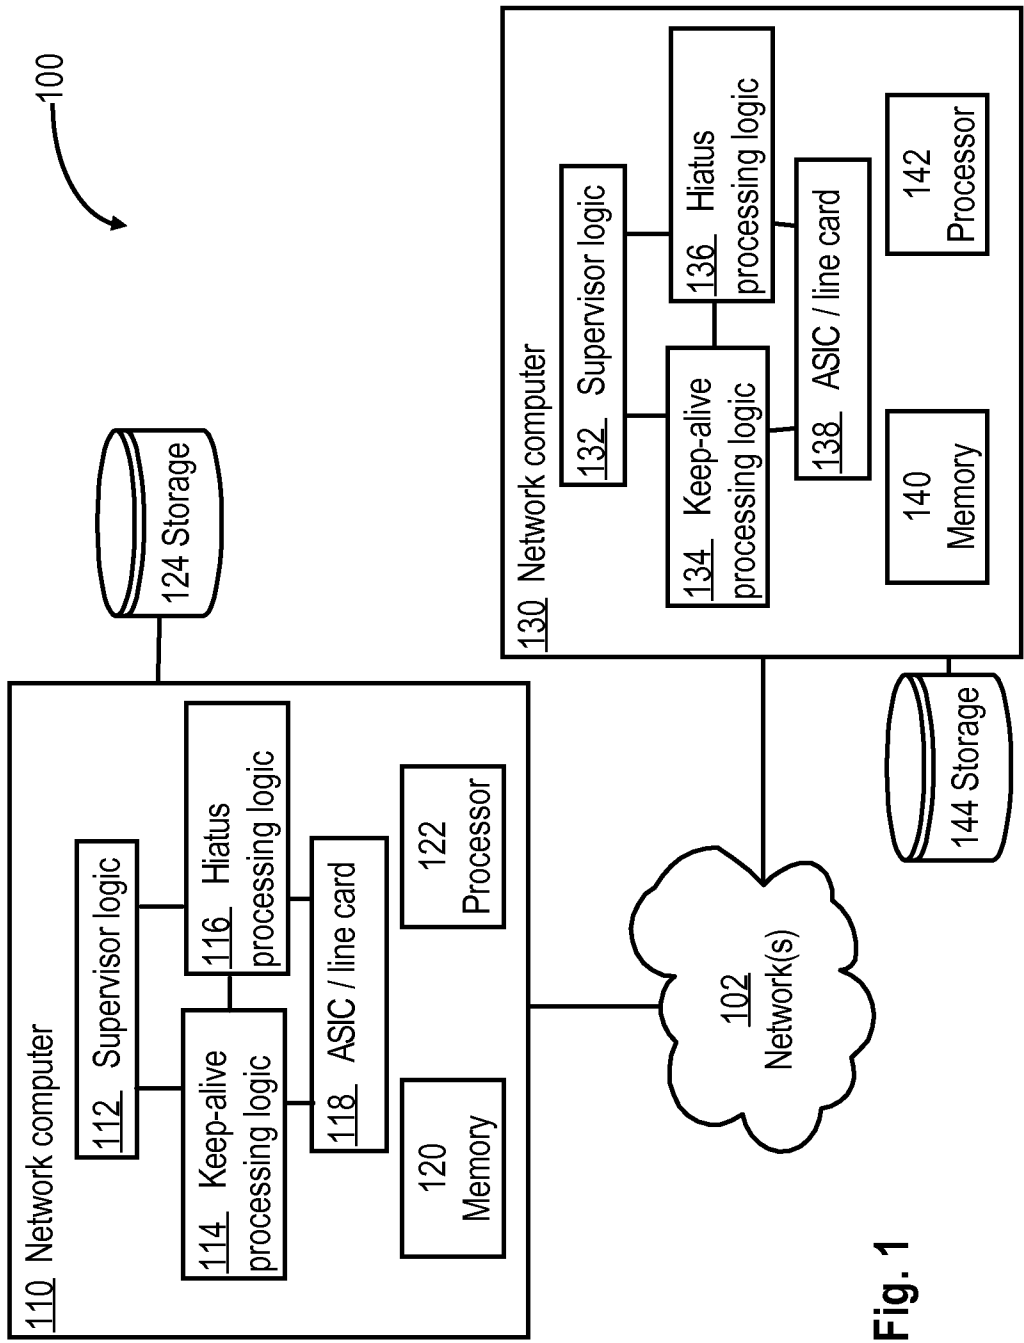 100
110 Network computer
112 Supervisor logic
114 Keep-alive
processing logic
116 Hiatus
processing logic
118 ASIC / line card
120
Memory
122
Processor
124 Storage
130 Network computer
132 Supervisor logic
134 Keep-alive
processing logic
136 Hiatus
processing logic
138 ASIC / line card
140
Memory
142
Processor
144 Storage
102
Network(s)
Fig. 1